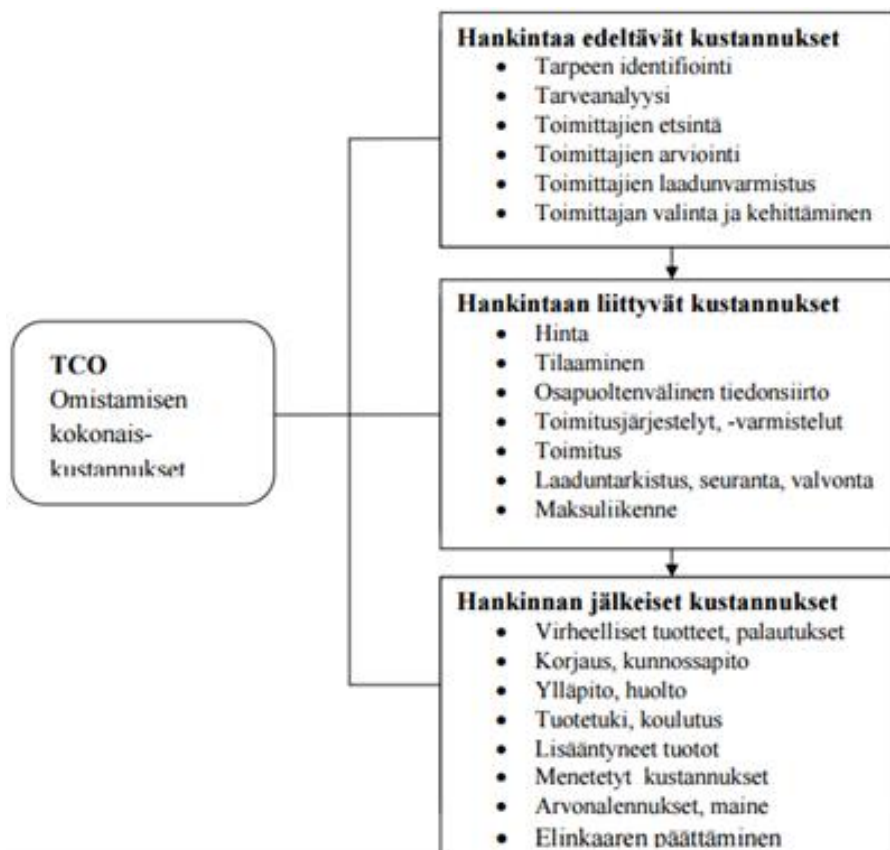 Hankintaa edeltävät kustannukset
• Tarpeen identifiointi
• Tarveanalyysi
• Toimittajien etsintä
• Toimittajien arviointi
• Toimittajien laadunvarmistus
• Toimittajan valinta ja kehittäminen
TCO
Omistamisen
kokonais-
kustannukset
Hankintaan liittyvät kustannukset
• Hinta
• Tilaaminen
• Osapuoltenvälinen tiedonsiirto
• Toimitusjärjestelyt, -varmistelut
• Toimitus
• Laaduntarkistus, seuranta, valvonta
• Maksuliikenne
Hankinnan jälkeiset kustannukset
• Virheelliset tuotteet, palautukset
• Korjaus, kunnossapito
• Ylläpito, huolto
• Tuotetuki, koulutus
• Lisääntyneet tuotot
• Menetetyt kustannukset
• Arvonalennukset, maine
• Elinkaaren päättäminen